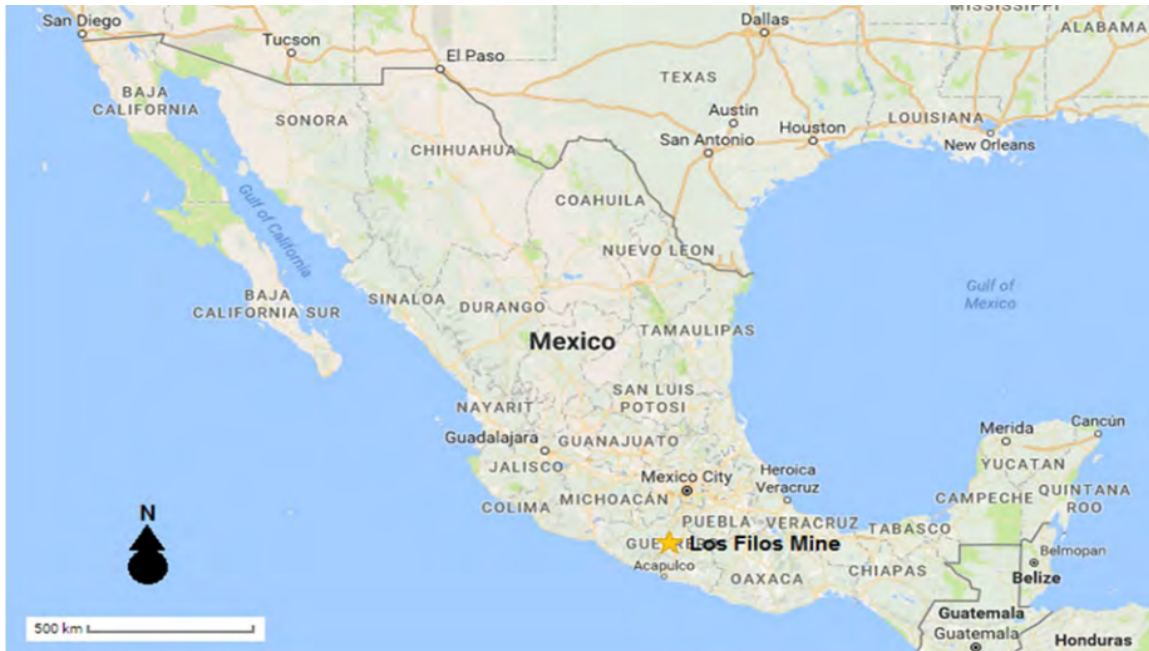 San Diego
Tucson
El Paso
Dallas
MISSISSIPPI
ALABAMA
TEXAS
BAJA
CALIFORNIA
SONORA
Austin
San Antonio
Houston
LOUISIANA
New Orleans
CHIHUAHUA
COAHUILA
Gulf of California
NUEVO LEON
Gulf of
Mexico
BAJA
CALIFORNIA SUR
SINALOA
DURANGO
TAMAULIPAS
Mexico
SAN LUIS
POTOSI
NAYARIT
Guadalajara
GUANAJUATO
JALISCO
Merida
Cancún
YUCATAN
Mexico City
Heroica
Veracruz
CAMPECHE
QUINTANA
ROO
COLIMA
MICHOACÁN
PUEBLA
VERACRUZ
TABASCO
N
Los Filos Mine
Acapulco
OAXACA
CHIAPAS
Belmopan
Belize
Guatemala
Guatemala
Honduras
500 km